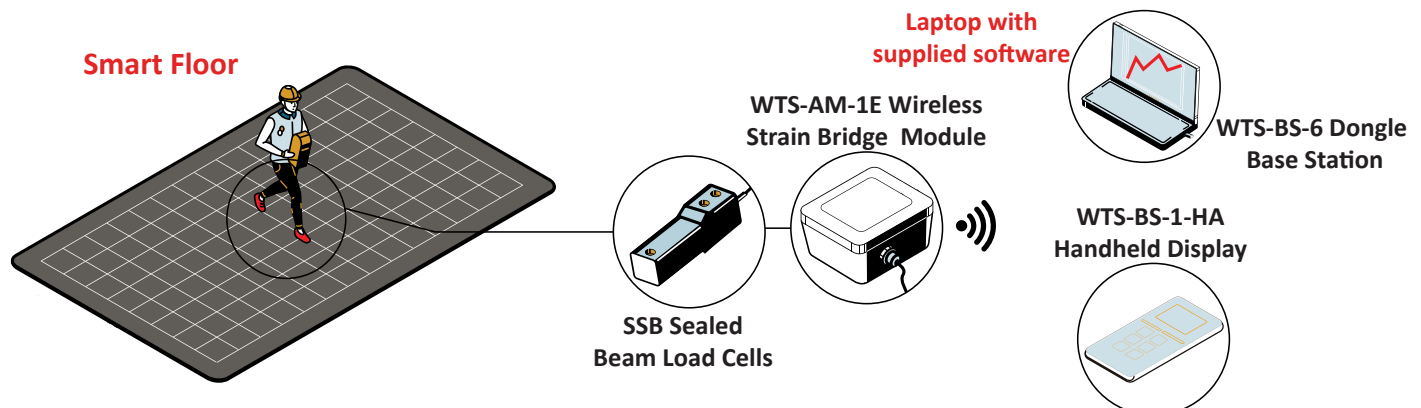 Smart Floor
SSB Sealed
Beam Load Cells
WTS-AM-1E Wireless
Strain Bridge Module
Laptop with
supplied software
WTS-BS-6 Dongle
Base Station
WTS-BS-1-HA
Handheld Display